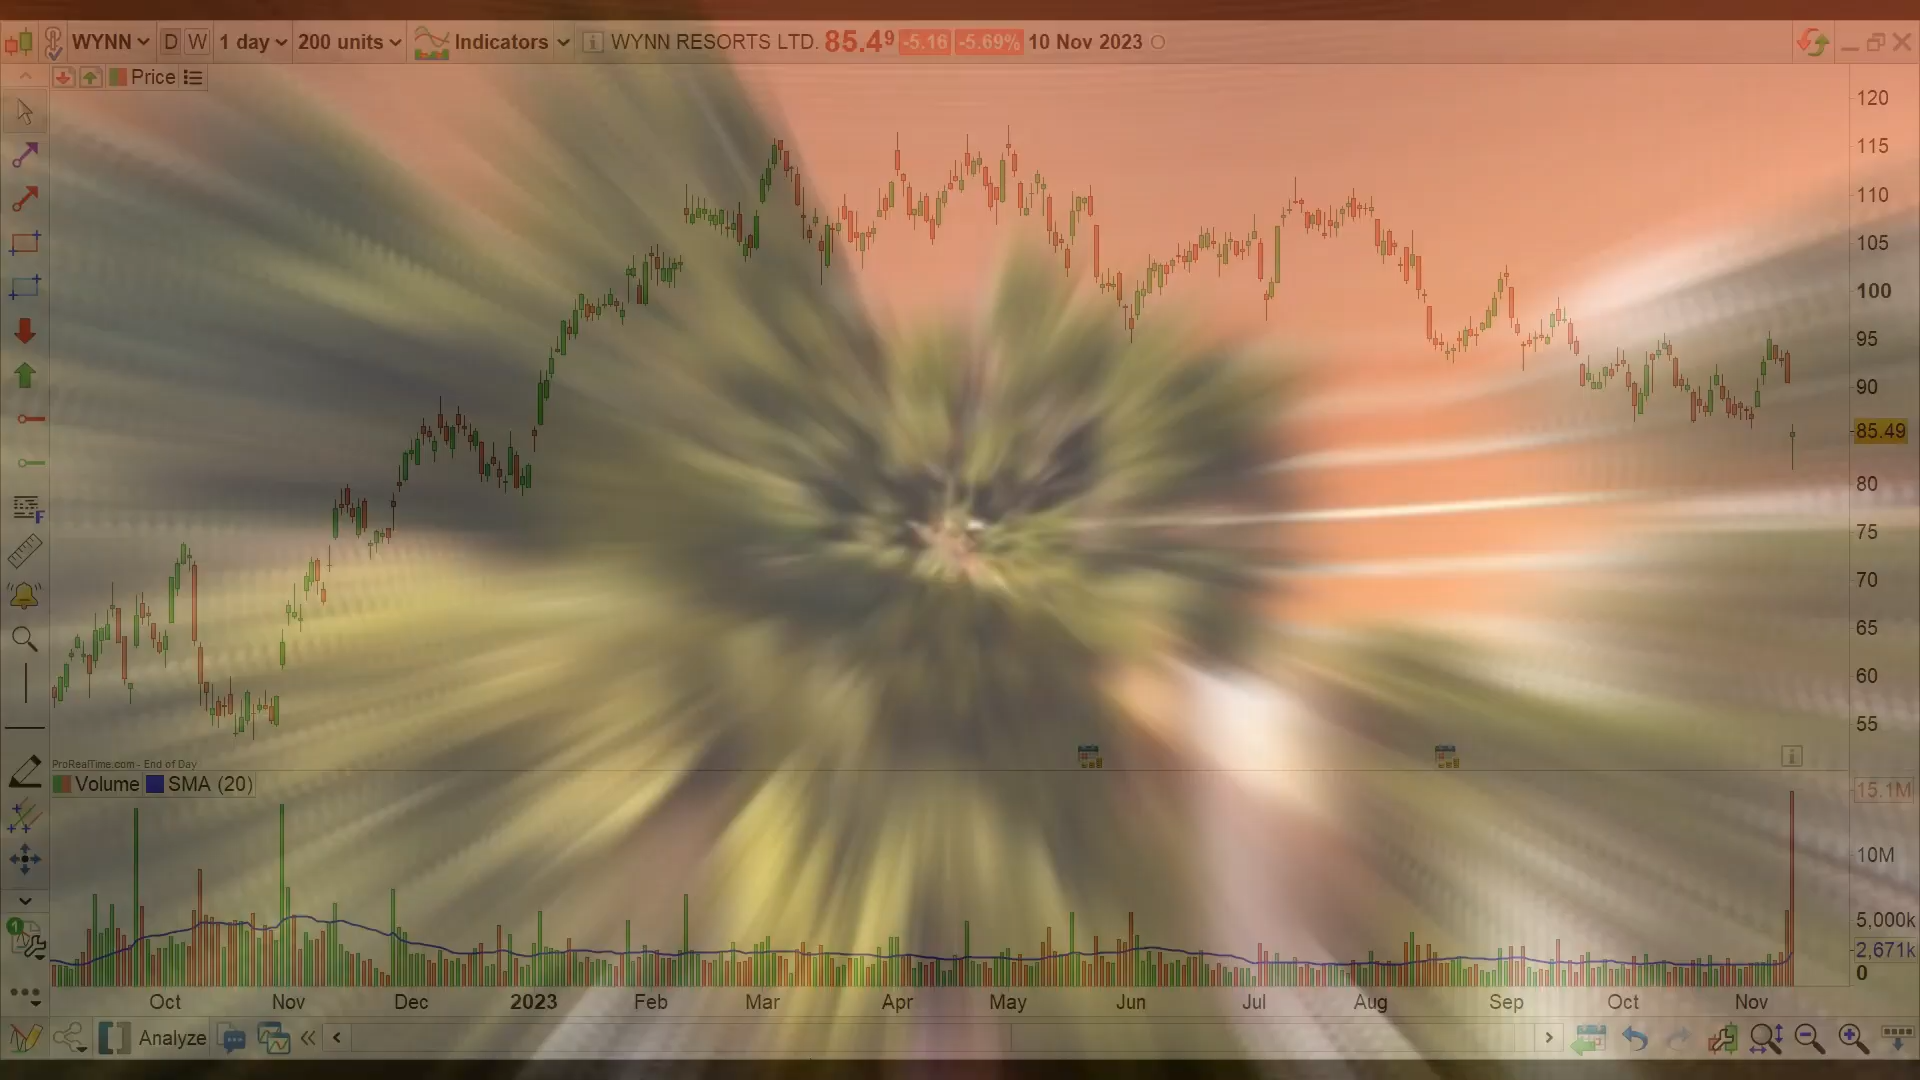 WYNN D W 1 day 200 units Indicators i WYNN RESORTS LTD. 85.49 -5.16 -5.69% 10 Nov 2023
Price
120
115
110
105
100
95
90
85.49
80
75
70
65
60
55
ProRealTime.com - End of Day
Volume SMA (20)
15.1M
10M
5,000k
2,671k
0
Oct Nov Dec 2023 Feb Mar Apr May Jun Jul Aug Sep Oct Nov
Analyze